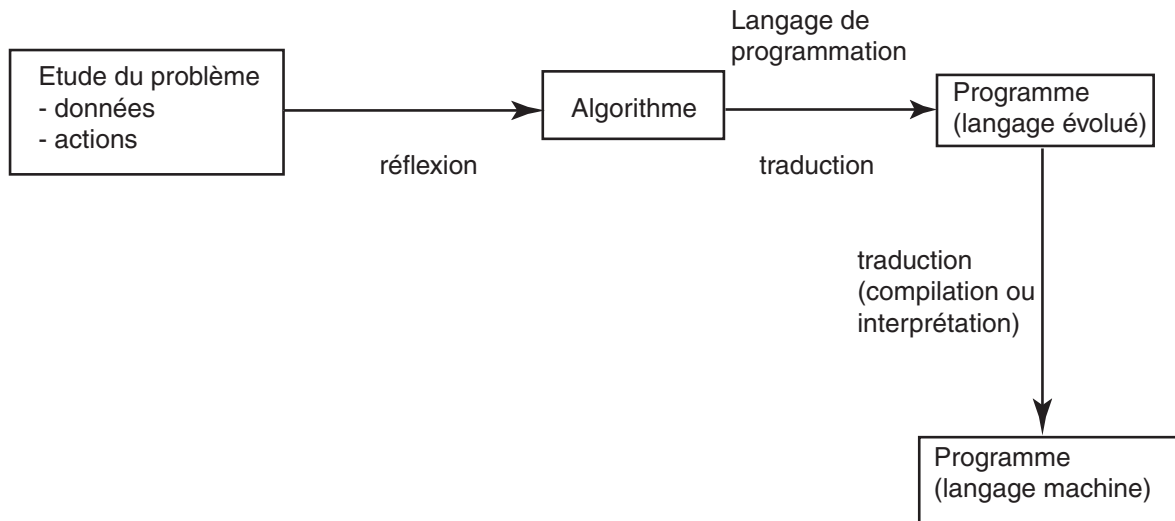 Etude du problème
- données
- actions
réflexion
Algorithme
Langage de
programmation
traduction
Programme
(langage évolué)
traduction
(compilation ou
interprétation)
Programme
(langage machine)